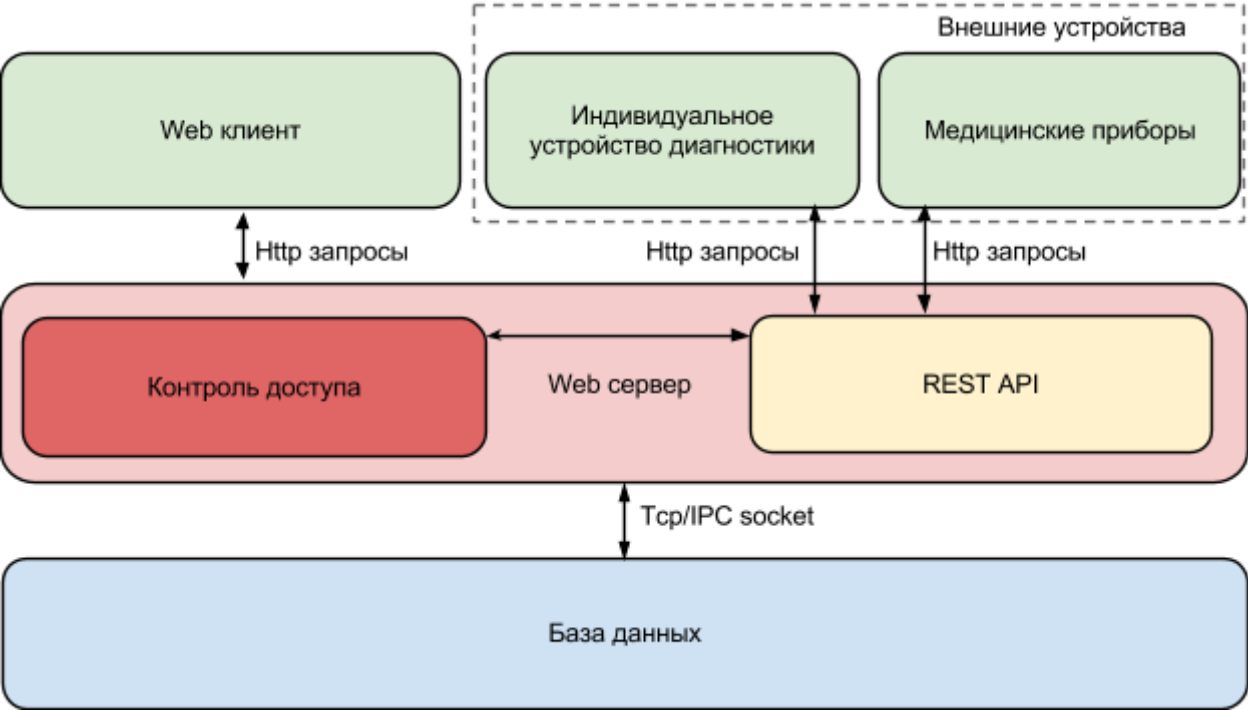 Внешние устройства
Web клиент
Индивидуальное
устройство диагностики
Медицинские приборы
Http запросы
Http запросы
Http запросы
Контроль доступа
Web сервер
REST API
Tcp/IPC socket
База данных